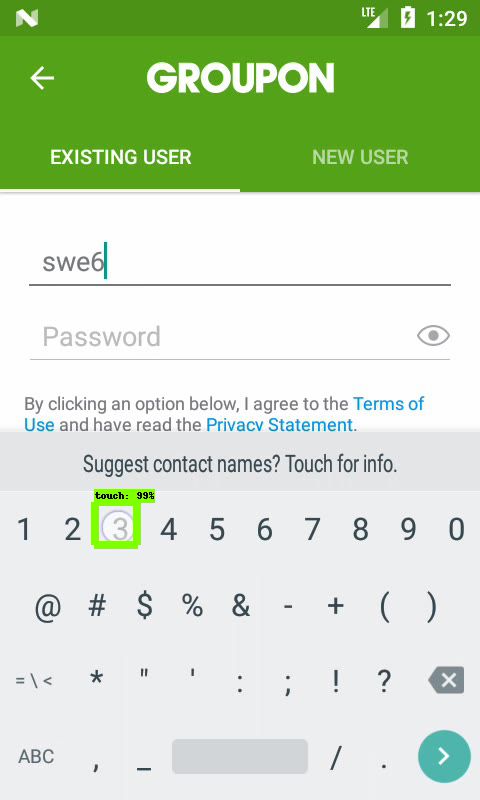 LTE 1:29
GROUPON
EXISTING USER NEW USER
swe6
Password
By clicking an option below, I agree to the Terms of
Use and have read the Privacy Statement.
Suggest contact names? Touch for info.
touch: 99%
1 2 3 4 5 6 7 8 9 0
@ # $ % & - + ( )
= \ < * " ' : ; ! ?
ABC , _ / .